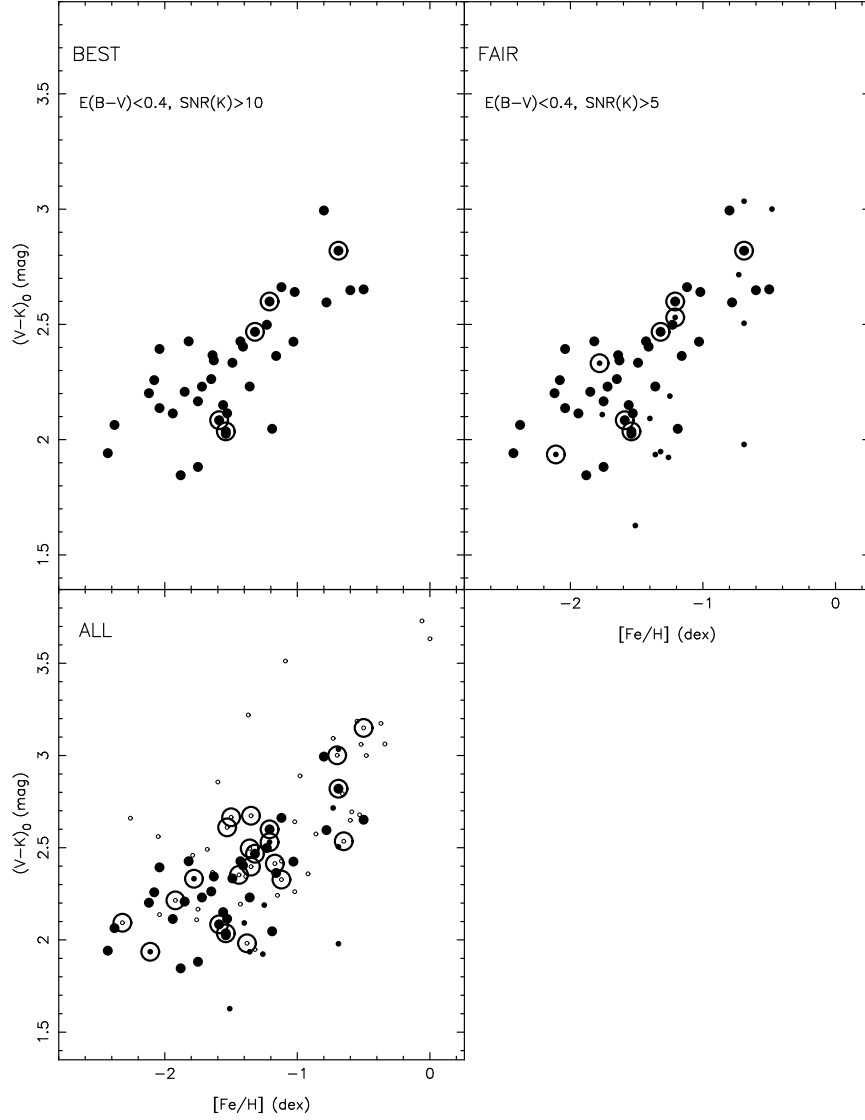 BEST
E(B−V)<0.4, SNR(K)>10
FAIR
E(B−V)<0.4, SNR(K)>5
3.5
3
2.5
2
1.5
(V−K)0 (mag)
−2
−1
0
[Fe/H] (dex)
ALL
3.5
3
2.5
2
1.5
(V−K)0 (mag)
−2
−1
0
[Fe/H] (dex)